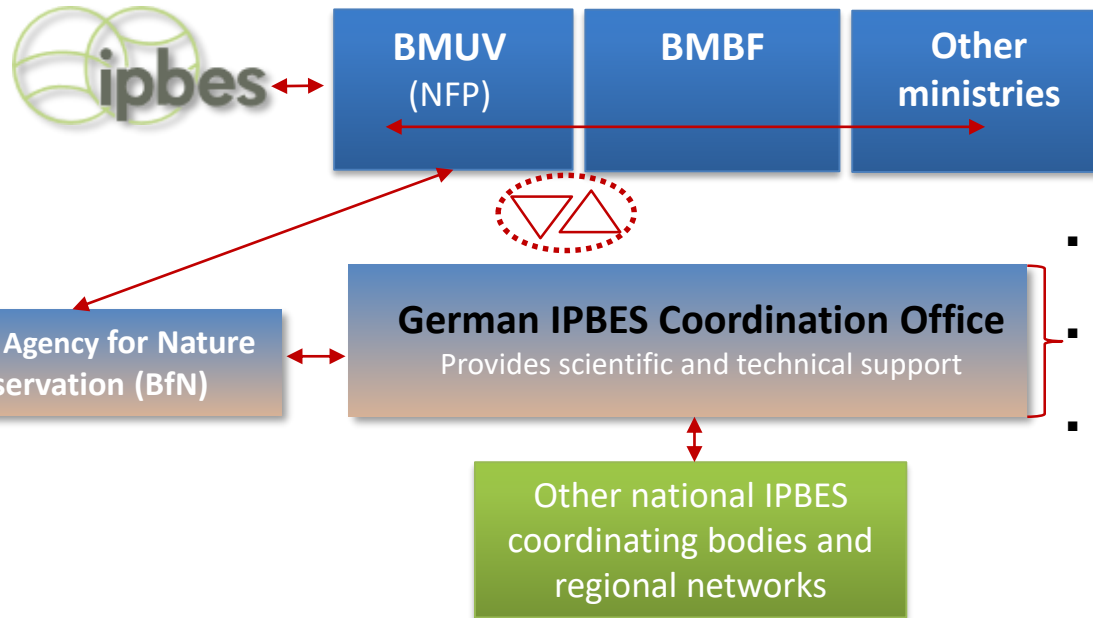 ipbes
BMUV
(NFP)
BMBF
Other
ministries
German IPBES Coordination Office
Provides scientific and technical support
Agency for Nature
servation (BfN)
Other national IPBES
coordinating bodies and
regional networks